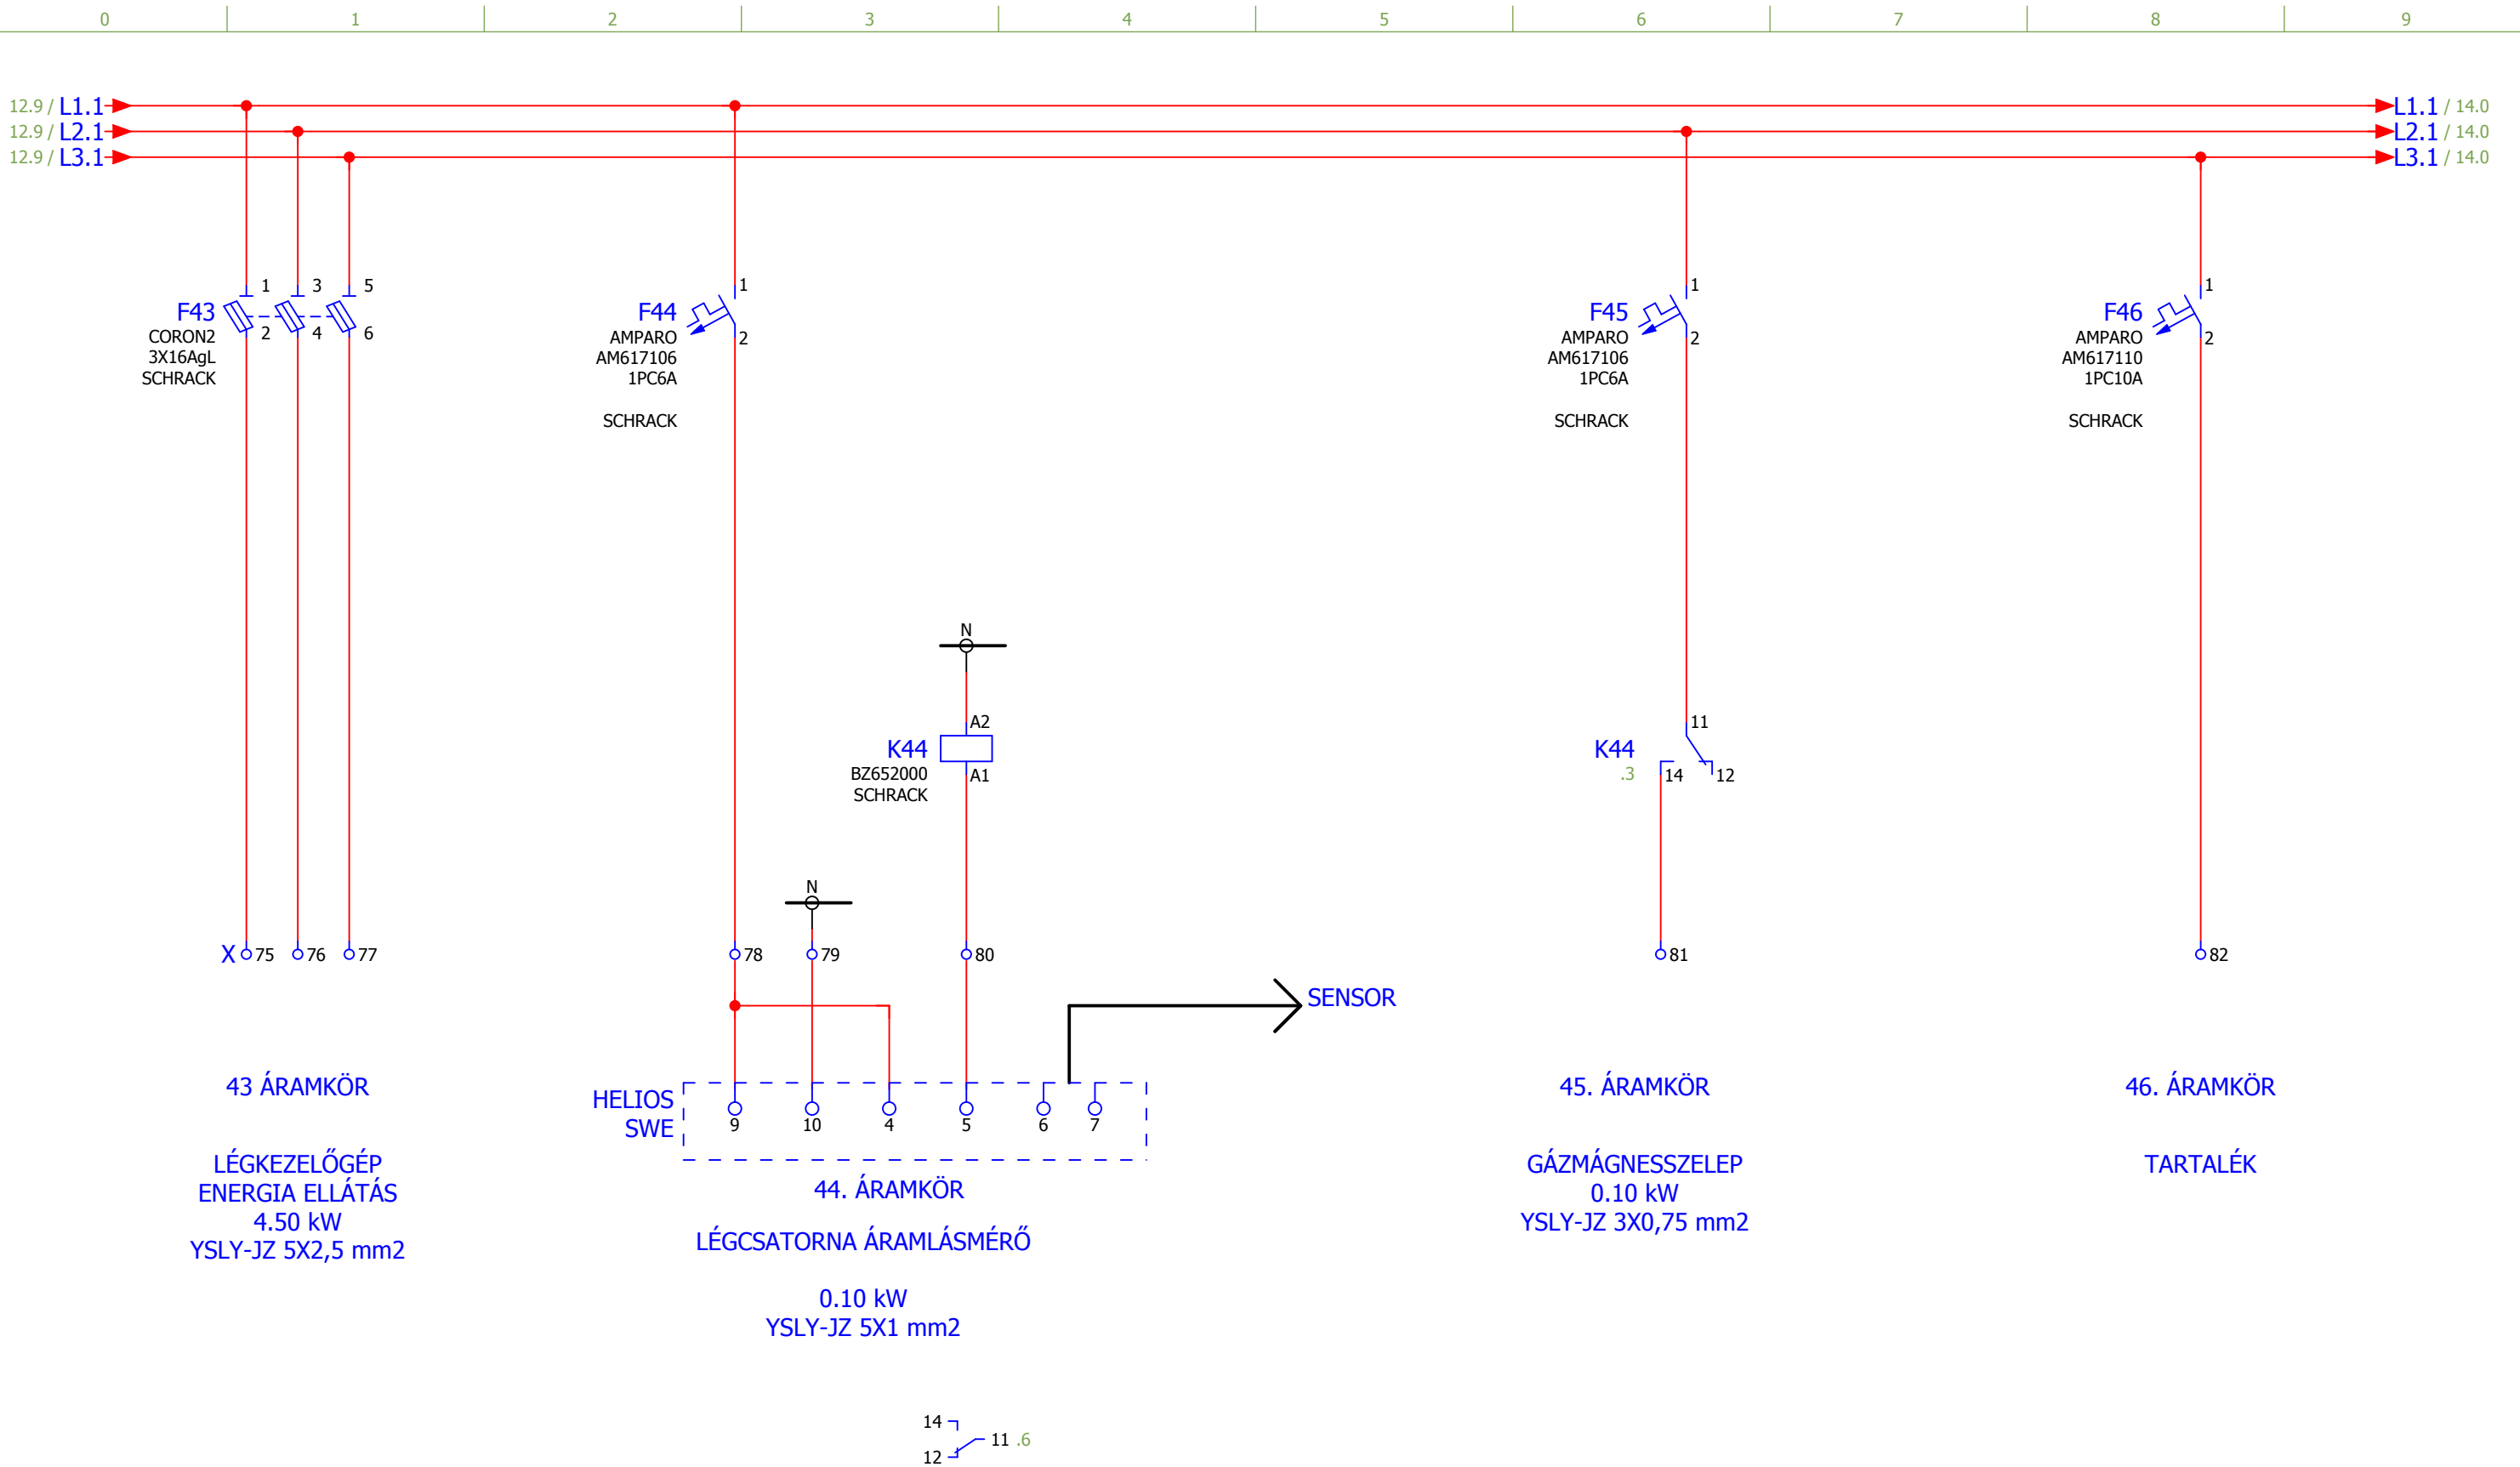 0 1 2 3 4 5 6 7 8 9
12.9 / L1.1 L1.1 / 14.0
12.9 / L2.1 L2.1 / 14.0
12.9 / L3.1 L3.1 / 14.0
F43
CORON2
3X16AgL
SCHRACK
1 3 5
2 4 6
F44
AMPARO
AM617106
1PC6A
SCHRACK
1
2
F45
AMPARO
AM617106
1PC6A
SCHRACK
1
2
F46
AMPARO
AM617110
1PC10A
SCHRACK
1
2
N
A2
K44
BZ652000
SCHRACK
A1
K44
.3
11
14 12
N
X 75 76 77 78 79 80 81 82
SENSOR
HELIOS
SWE
9 10 4 5 6 7
43 ÁRAMKÖR
LÉGKEZELŐGÉP
ENERGIA ELLÁTÁS
4.50 kW
YSLY-JZ 5X2,5 mm2
44. ÁRAMKÖR
LÉGCSATORNA ÁRAMLÁSMÉRŐ
0.10 kW
YSLY-JZ 5X1 mm2
45. ÁRAMKÖR
GÁZMÁGNESSZELEP
0.10 kW
YSLY-JZ 3X0,75 mm2
46. ÁRAMKÖR
TARTALÉK
14
11 .6
12